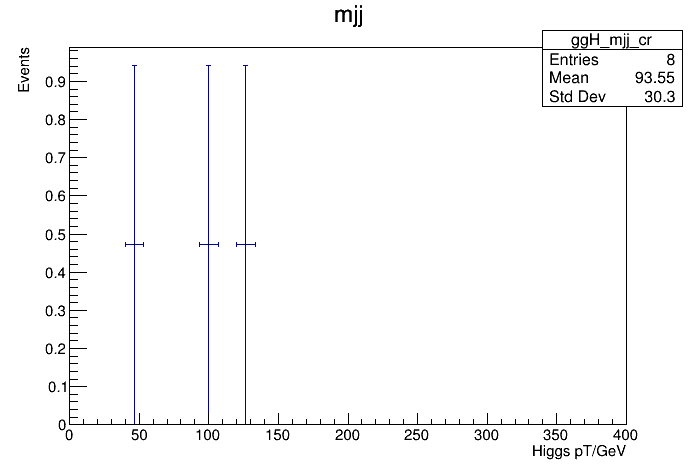 mjj
ggH_mjj_cr
Entries 8
Mean 93.55
Std Dev 30.3
Events
0.9
0.8
0.7
0.6
0.5
0.4
0.3
0.2
0.1
0
0 50 100 150 200 250 300 350 400
Higgs pT/GeV